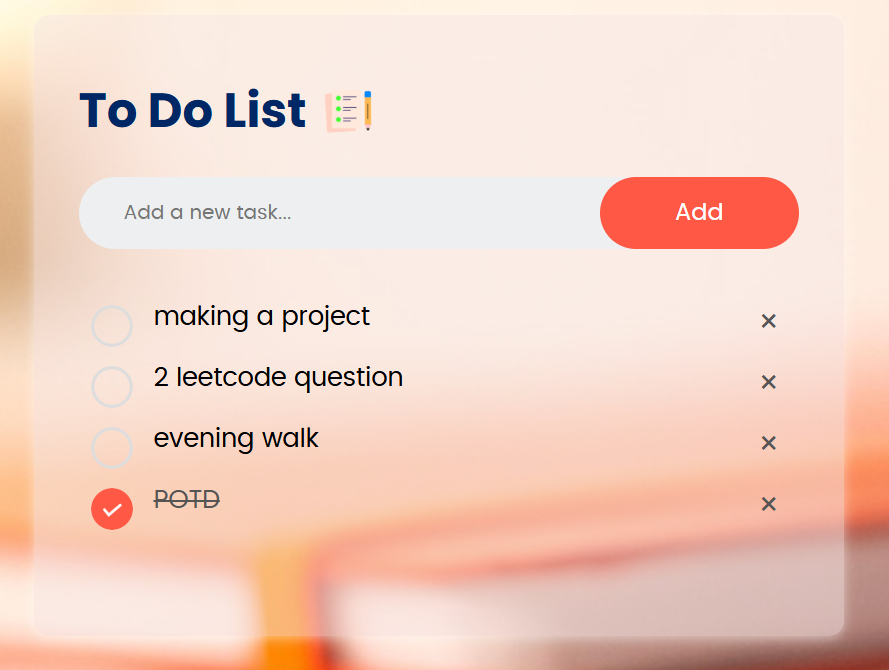 To Do List
Add a new task...
Add
making a project
2 leetcode question
evening walk
POTD